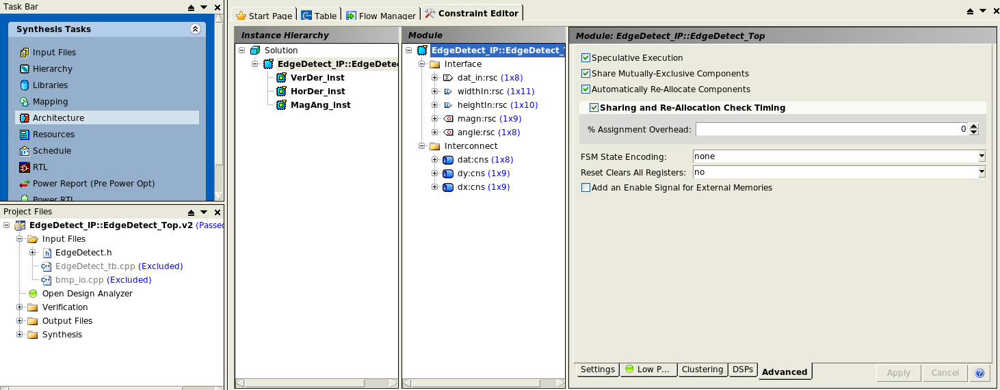 Task Bar
Synthesis Tasks
Input Files
Hierarchy
Libraries
Mapping
Architecture
Resources
Schedule
RTL
Power Report (Pre Power Opt)
Power RTL
Project Files
EdgeDetect_IP::EdgeDetect_Top.v2 (Passed
Input Files
EdgeDetect.h
EdgeDetect_tb.cpp (Excluded)
bmp_io.cpp (Excluded)
Open Design Analyzer
Verification
Output Files
Synthesis
Start Page
Table
Flow Manager
Constraint Editor
Instance Hierarchy
Solution
EdgeDetect_IP::EdgeDetec
VerDer_inst
HorDer_inst
MagAng_inst
Module
EdgeDetect_IP::EdgeDetect_T
Interface
dat_in:rsc (1x8)
widthIn:rsc (1x11)
heightIn:rsc (1x10)
magn:rsc (1x9)
angle:rsc (1x8)
Interconnect
dat:cns (1x8)
dy:cns (1x9)
dx:cns (1x9)
Module: EdgeDetect_IP::EdgeDetect_Top
Speculative Execution
Share Mutually-Exclusive Components
Automatically Re-Allocate Components
Sharing and Re-Allocation Check Timing
% Assignment Overhead: 0
FSM State Encoding: none
Reset Clears All Registers: no
Add an Enable Signal for External Memories
Settings
Low P...
Clustering
DSPs
Advanced
Apply
Cancel